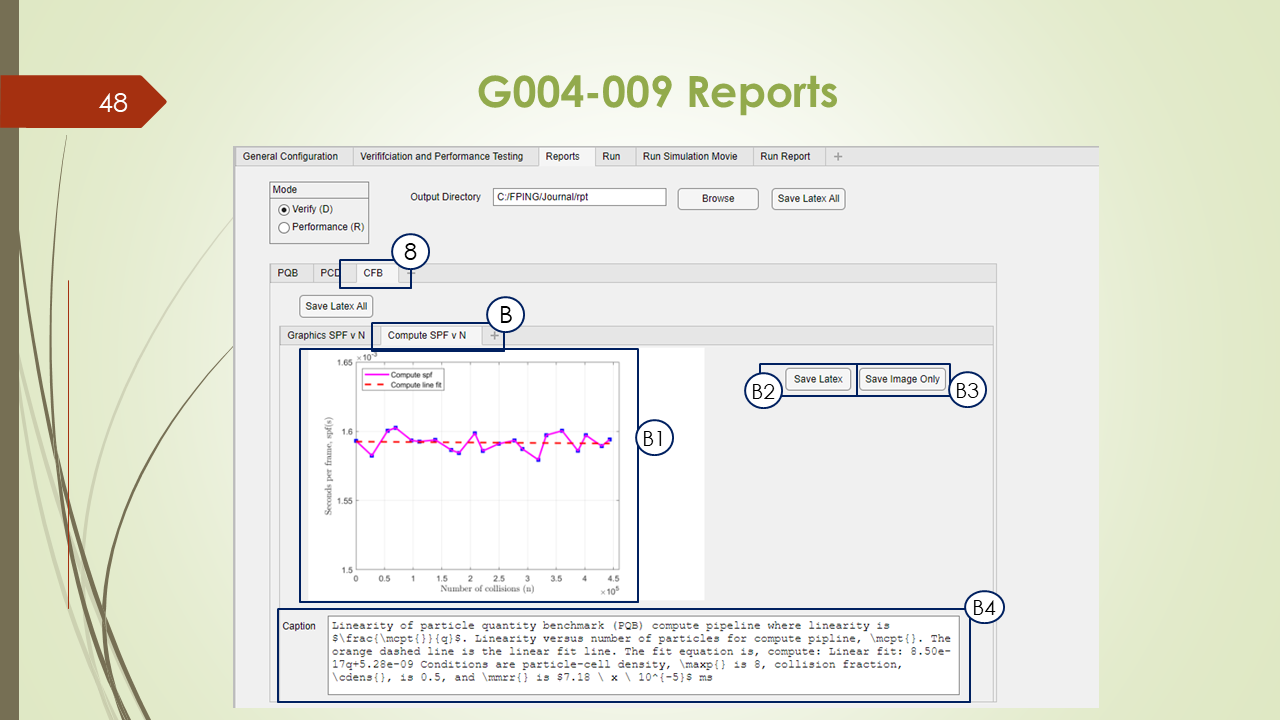 48
G004-009 Reports
General Configuration Verififciation and Performance Testing Reports Run Run Simulation Movie Run Report +
Mode
Verify (D)
Performance (R)
Output Directory C:/FPING/Journal/rpt Browse Save Latex All
8
PQB PCD CFB +
Save Latex All
B
Graphics SPF v N Compute SPF v N +
×10⁻³
1.65
1.6
1.55
1.5
Compute spf
Compute line fit
Seconds per frame, spf(s)
0 0.5 1 1.5 2 2.5 3 3.5 4 4.5
Number of collisions (n)
×10⁵
B1
B2
Save Latex Save Image Only
B3
B4
Caption
Linearity of particle quantity benchmark (PQB) compute pipeline where linearity is
$\frac{\mcpt{}}{q}$. Linearity versus number of particles for compute pipline, \mcpt{}. The
orange dashed line is the linear fit line. The fit equation is, compute: Linear fit: 8.50e-
17q+5.28e-09 Conditions are particle-cell density, \maxp{} is 8, collision fraction,
\cdens{}, is 0.5, and \mmrr{} is $7.18 \ x \ 10^{-5}$ ms